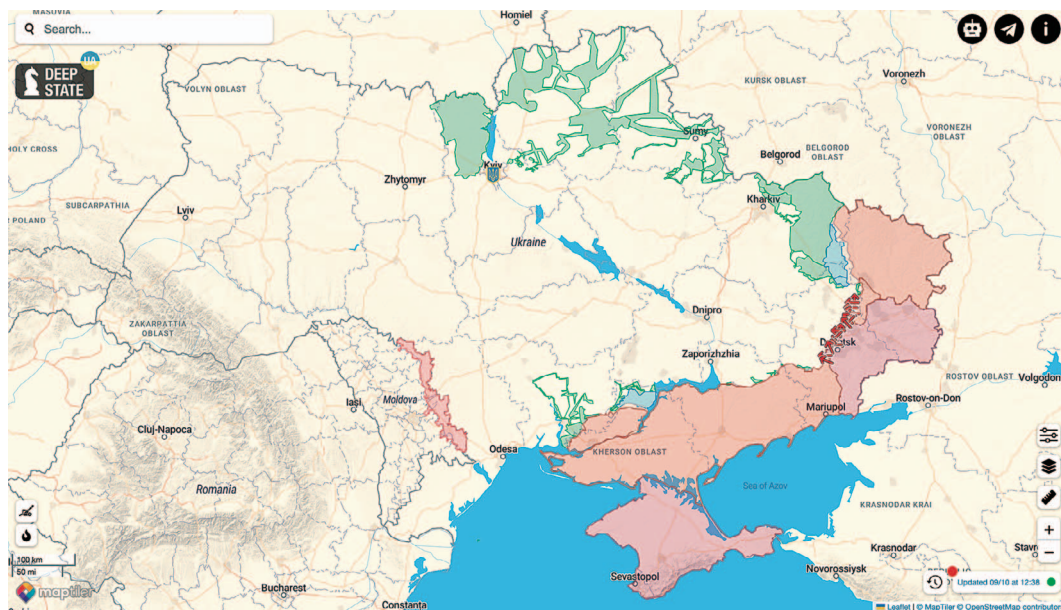 MASOVIA
Homiel
Search...
DEEP
STATE
UA
VOLYN OBLAST
KURSK OBLAST
Voronezh
VORONEZH
OBLAST
HOLY CROSS
Sumy
BELGOROD
OBLAST
Belgorod
Kyiv
Zhytomyr
SUBCARPATHIA
Kharkiv
POLAND
Lviv
Ukraine
Dnipro
ZAKARPATTIA
OBLAST
Zaporizhzhia
ROSTOV OBLAST
Volgodon
Iasi
Moldova
Mariupol
Rostov-on-Don
Cluj-Napoca
Odesa
KHERSON OBLAST
Sea of Azov
Romania
KRASNODAR KRAI
100 km
50 mi
Krasnodar
Stavr
Sevastopol
Novorossiysk
maptiler
Bucharest
Updated 09/10 at 12:38
Constanta
Leaflet | © MapTiler © OpenStreetMap contributor